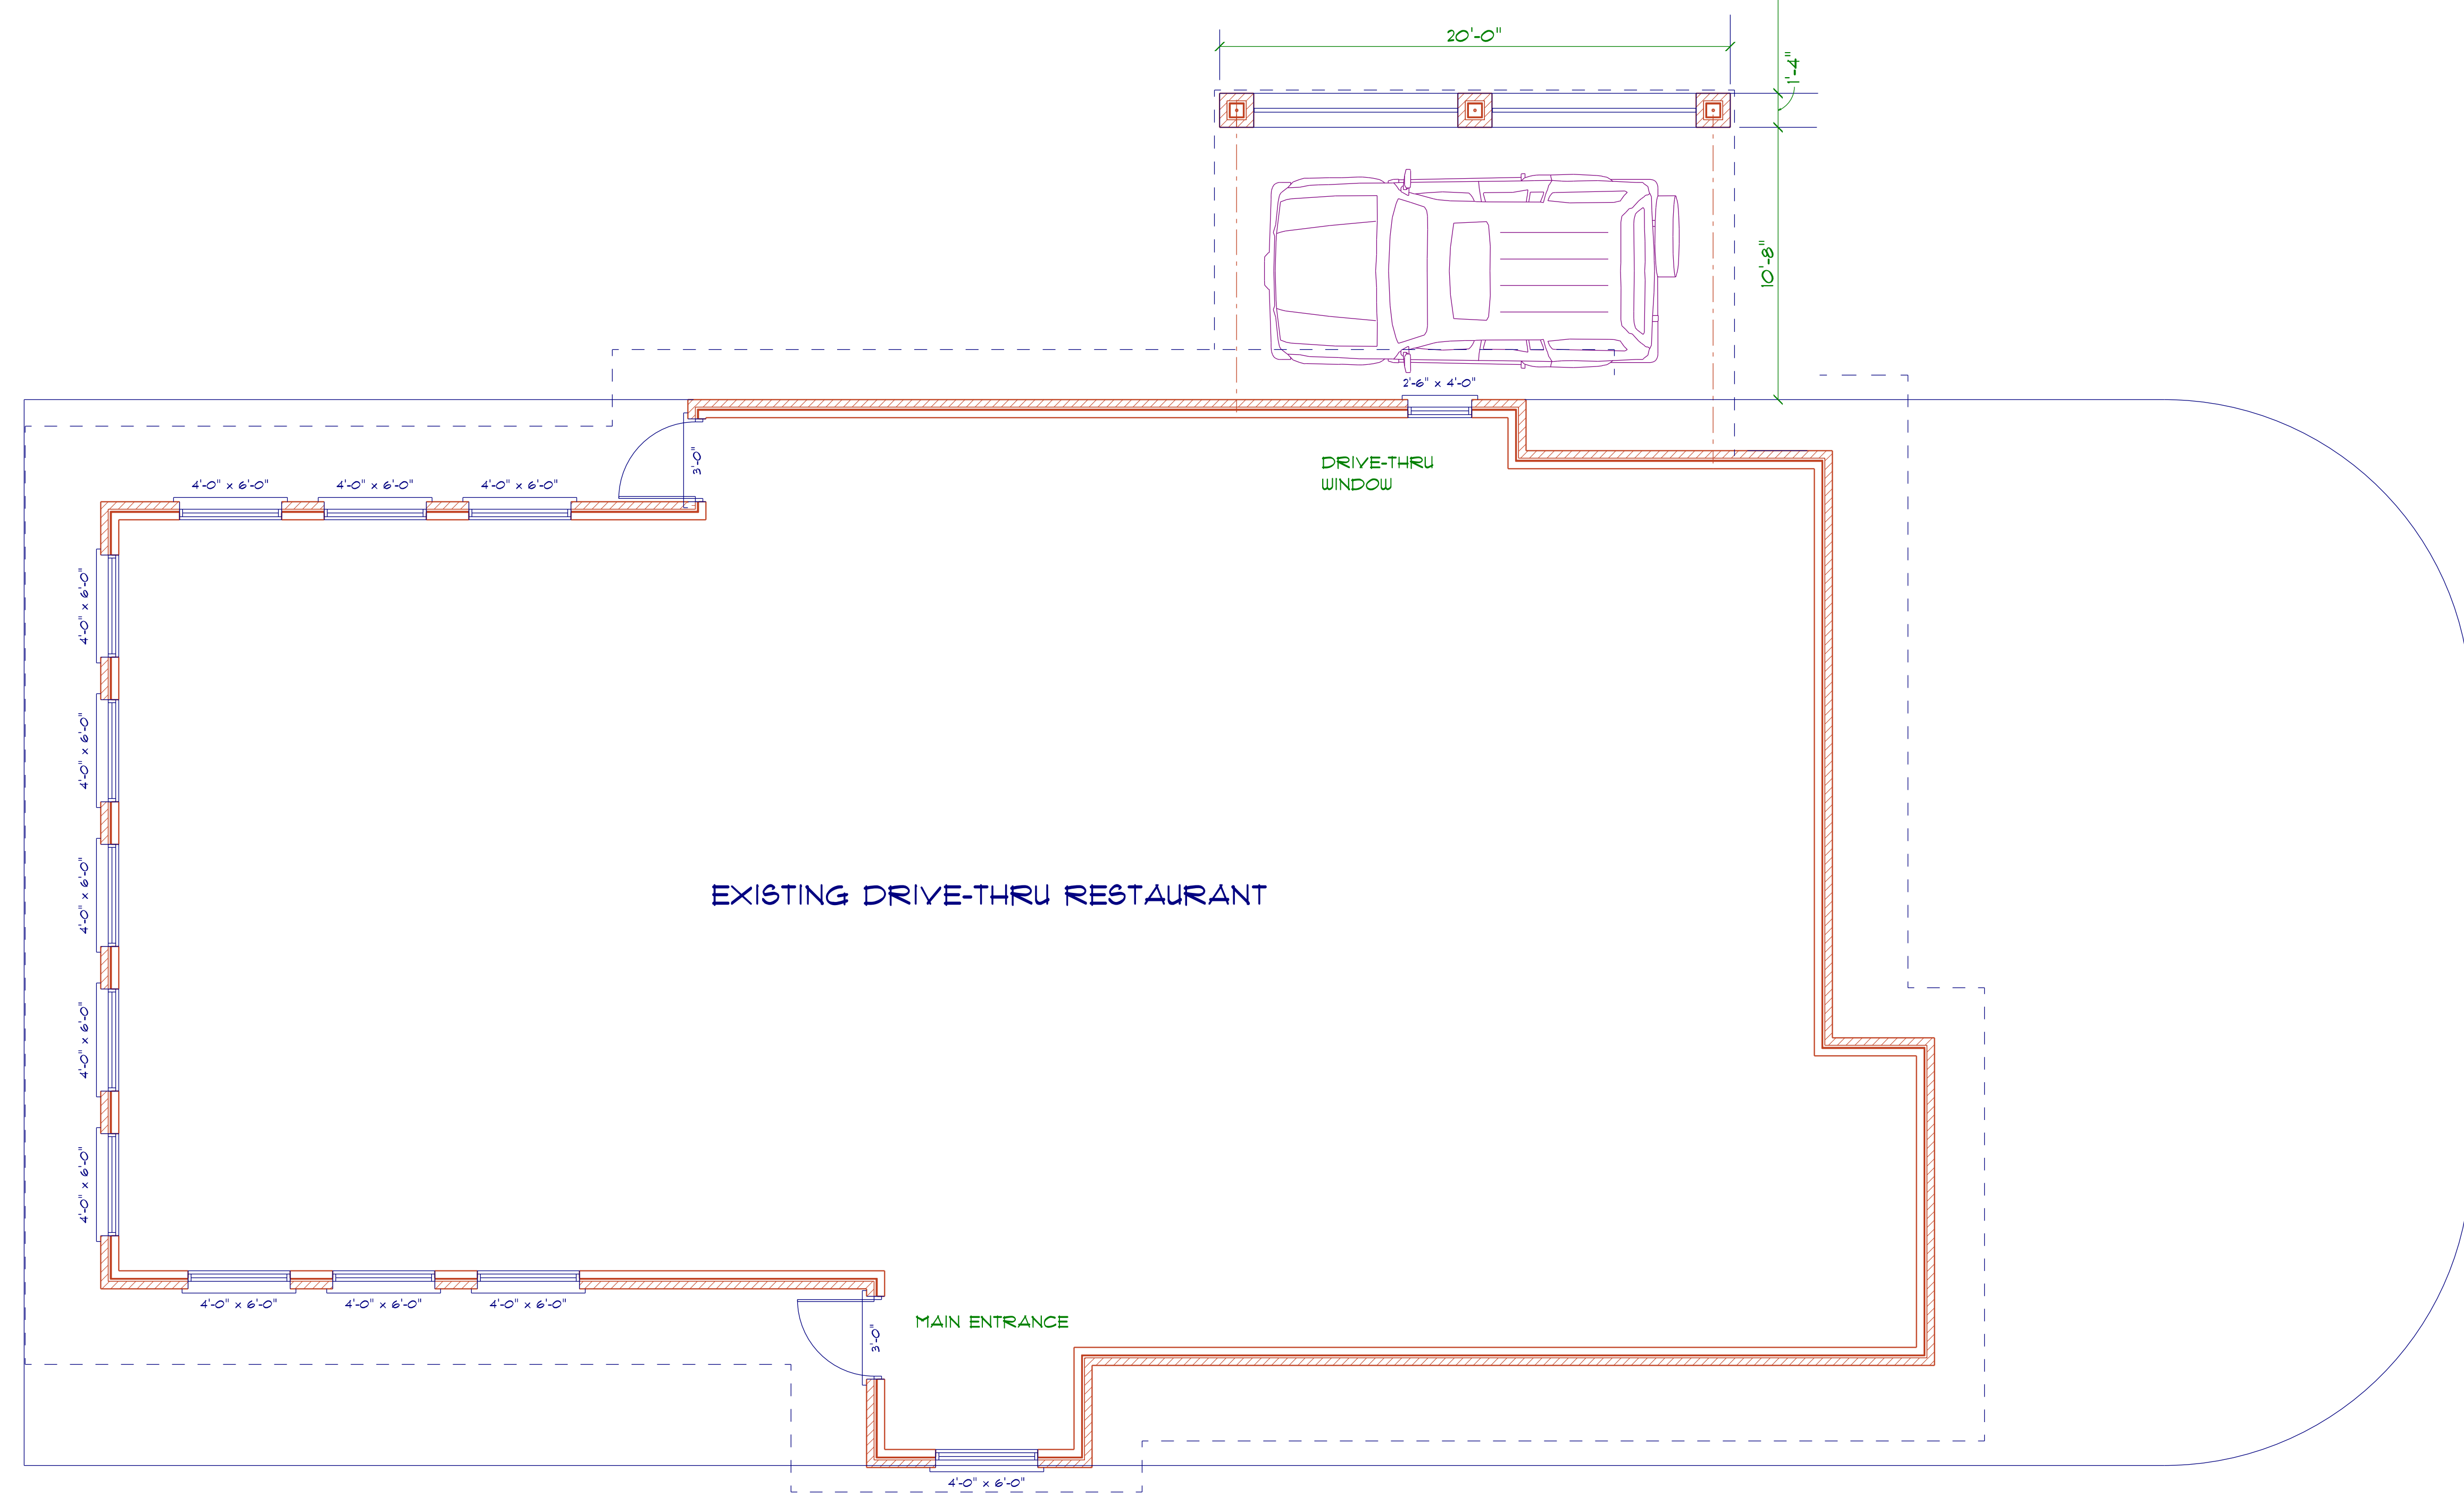 20'-0"
1'-4"
10'-8"
2'-6" x 4'-0"
3'-0"
DRIVE-THRU
WINDOW
4'-0" x 6'-0"
4'-0" x 6'-0"
4'-0" x 6'-0"
4'-0" x 6'-0"
4'-0" x 6'-0"
4'-0" x 6'-0"
EXISTING DRIVE-THRU RESTAURANT
4'-0" x 6'-0"
4'-0" x 6'-0"
4'-0" x 6'-0"
4'-0" x 6'-0"
4'-0" x 6'-0"
MAIN ENTRANCE
3'-0"
4'-0" x 6'-0"